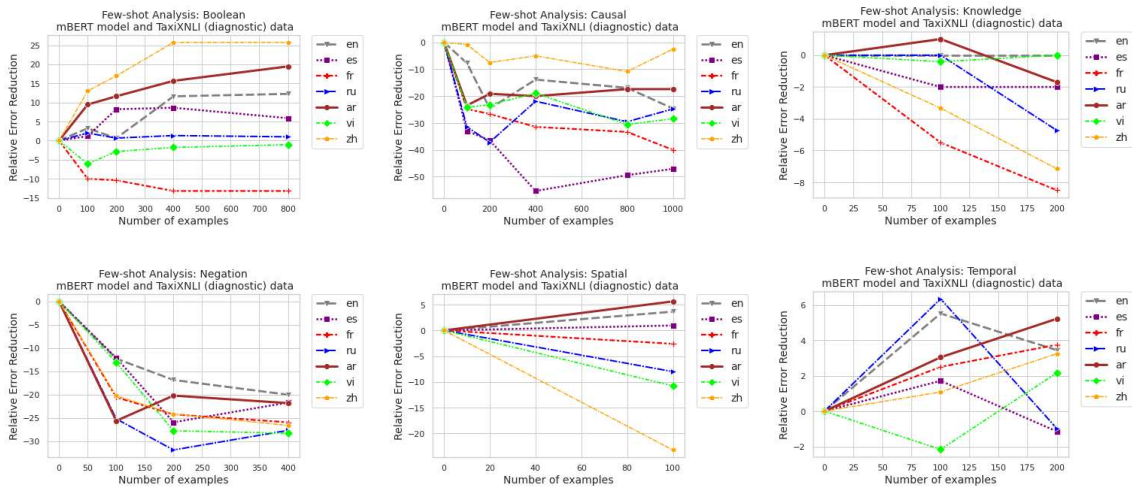 Few-shot Analysis: Boolean
mBERT model and TaxiXNLI (diagnostic) data
Relative Error Reduction
25
20
15
10
5
0
−5
−10
−15
0 100 200 300 400 500 600 700 800
Number of examples
en
es
fr
ru
ar
vi
zh
Few-shot Analysis: Causal
mBERT model and TaxiXNLI (diagnostic) data
Relative Error Reduction
0
−10
−20
−30
−40
−50
0 200 400 600 800 1000
Number of examples
en
es
fr
ru
ar
vi
zh
Few-shot Analysis: Knowledge
mBERT model and TaxiXNLI (diagnostic) data
Relative Error Reduction
0
−2
−4
−6
−8
0 25 50 75 100 125 150 175 200
Number of examples
en
es
fr
ru
ar
vi
zh
Few-shot Analysis: Negation
mBERT model and TaxiXNLI (diagnostic) data
Relative Error Reduction
0
−5
−10
−15
−20
−25
−30
0 50 100 150 200 250 300 350 400
Number of examples
en
es
fr
ru
ar
vi
zh
Few-shot Analysis: Spatial
mBERT model and TaxiXNLI (diagnostic) data
Relative Error Reduction
5
0
−5
−10
−15
−20
0 20 40 60 80 100
Number of examples
en
es
fr
ru
ar
vi
zh
Few-shot Analysis: Temporal
mBERT model and TaxiXNLI (diagnostic) data
Relative Error Reduction
6
4
2
0
−2
0 25 50 75 100 125 150 175 200
Number of examples
en
es
fr
ru
ar
vi
zh